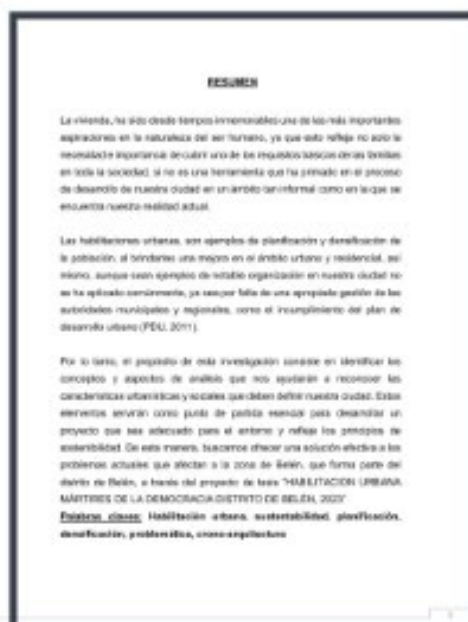 RESUMEN
La vivienda, ha sido desde tiempos inmemorables una de las más importantes
aspiraciones en la naturaleza del ser humano, ya que esto refleja no solo la
necesidad e importancia de cubrir uno de los requisitos básicos de las familias
en toda la sociedad, si no es una herramienta que ha primado en el proceso
de desarrollo de nuestra ciudad en un ámbito tan informal como en la que se
encuentra nuestra realidad actual.
Las habilitaciones urbanas, son ejemplos de planificación y densificación de
la población, al brindarles una mejora en el ámbito urbano y residencial, así
mismo, aunque sean ejemplos de notable organización en nuestra ciudad no
se ha aplicado comúnmente, ya sea por falta de una apropiada gestión de las
autoridades municipales y regionales, como el incumplimiento del plan de
desarrollo urbano (PDU, 2011).
Por lo tanto, el propósito de esta investigación consiste en identificar los
conceptos y aspectos de análisis que nos ayudarán a reconocer las
características urbanísticas y sociales que deben definir nuestra ciudad. Estos
elementos servirán como punto de partida esencial para desarrollar un
proyecto que sea adecuado para el entorno y refleje los principios de
sostenibilidad. De esta manera, buscamos ofrecer una solución efectiva a los
problemas actuales que afectan a la zona de Belén, que forma parte del
distrito de Belén, a través del proyecto de tesis "HABILITACION URBANA
MÁRTIRES DE LA DEMOCRACIA DISTRITO DE BELÉN, 2023"
Palabras claves: Habilitación urbana, sustentabilidad, planificación,
densificación, problemática, crono-arquitectura